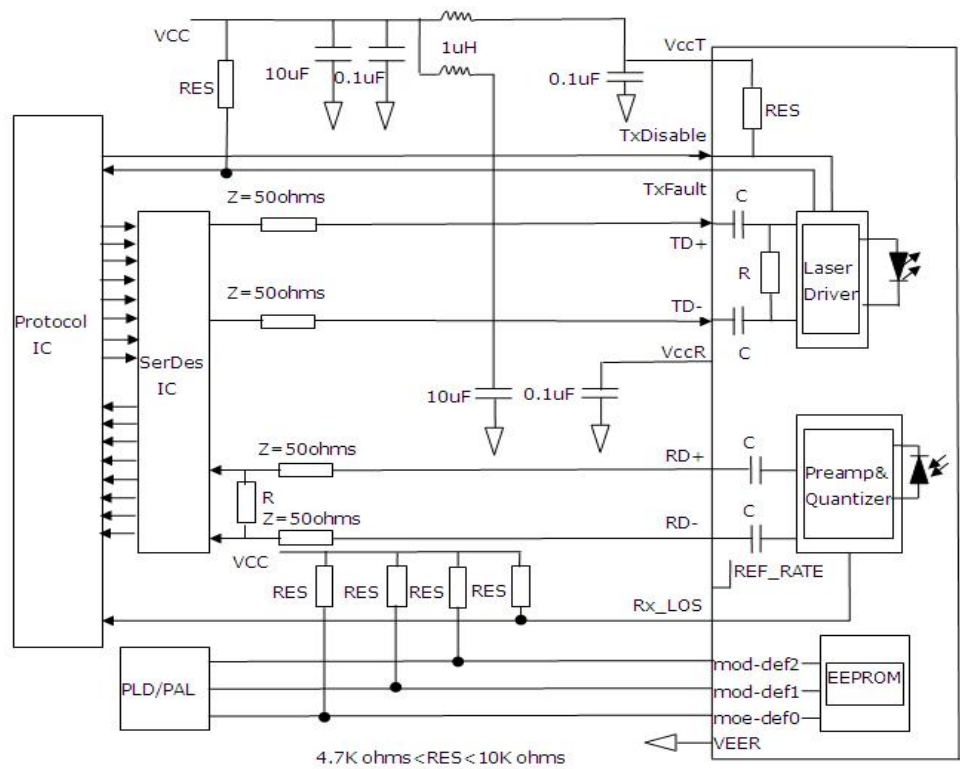 VCC
1uH
VccT
10uF
0.1uF
0.1uF
RES
RES
TxDisable
TxFault
Z=50ohms
C
TD+
R
Laser
Driver
Z=50ohms
TD-
C
Protocol
IC
SerDes
IC
VccR
10uF
0.1uF
Z=50ohms
RD+
C
Preamp&
Quantizer
R
Z=50ohms
RD-
C
VCC
REF_RATE
RES
RES
RES
RES
Rx_LOS
PLD/PAL
mod-def2
mod-def1
moe-def0
EEPROM
VEER
4.7K ohms<RES<10K ohms